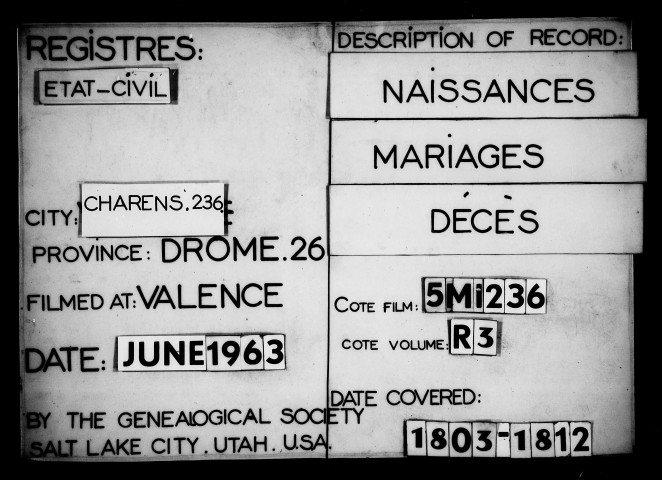 REGISTRES:
ETAT-CIVIL
CITY: CHARENS.236
PROVINCE: DROME.26
FILMED AT: VALENCE
DATE: JUNE 1963
BY THE GENEALOGICAL SOCIETY
SALT LAKE CITY. UTAH. U.S.A.
DESCRIPTION OF RECORD:
NAISSANCES
MARIAGES
DÉCÈS
COTE FILM: 5Mi236
COTE VOLUME: R3
DATE COVERED:
1803-1812